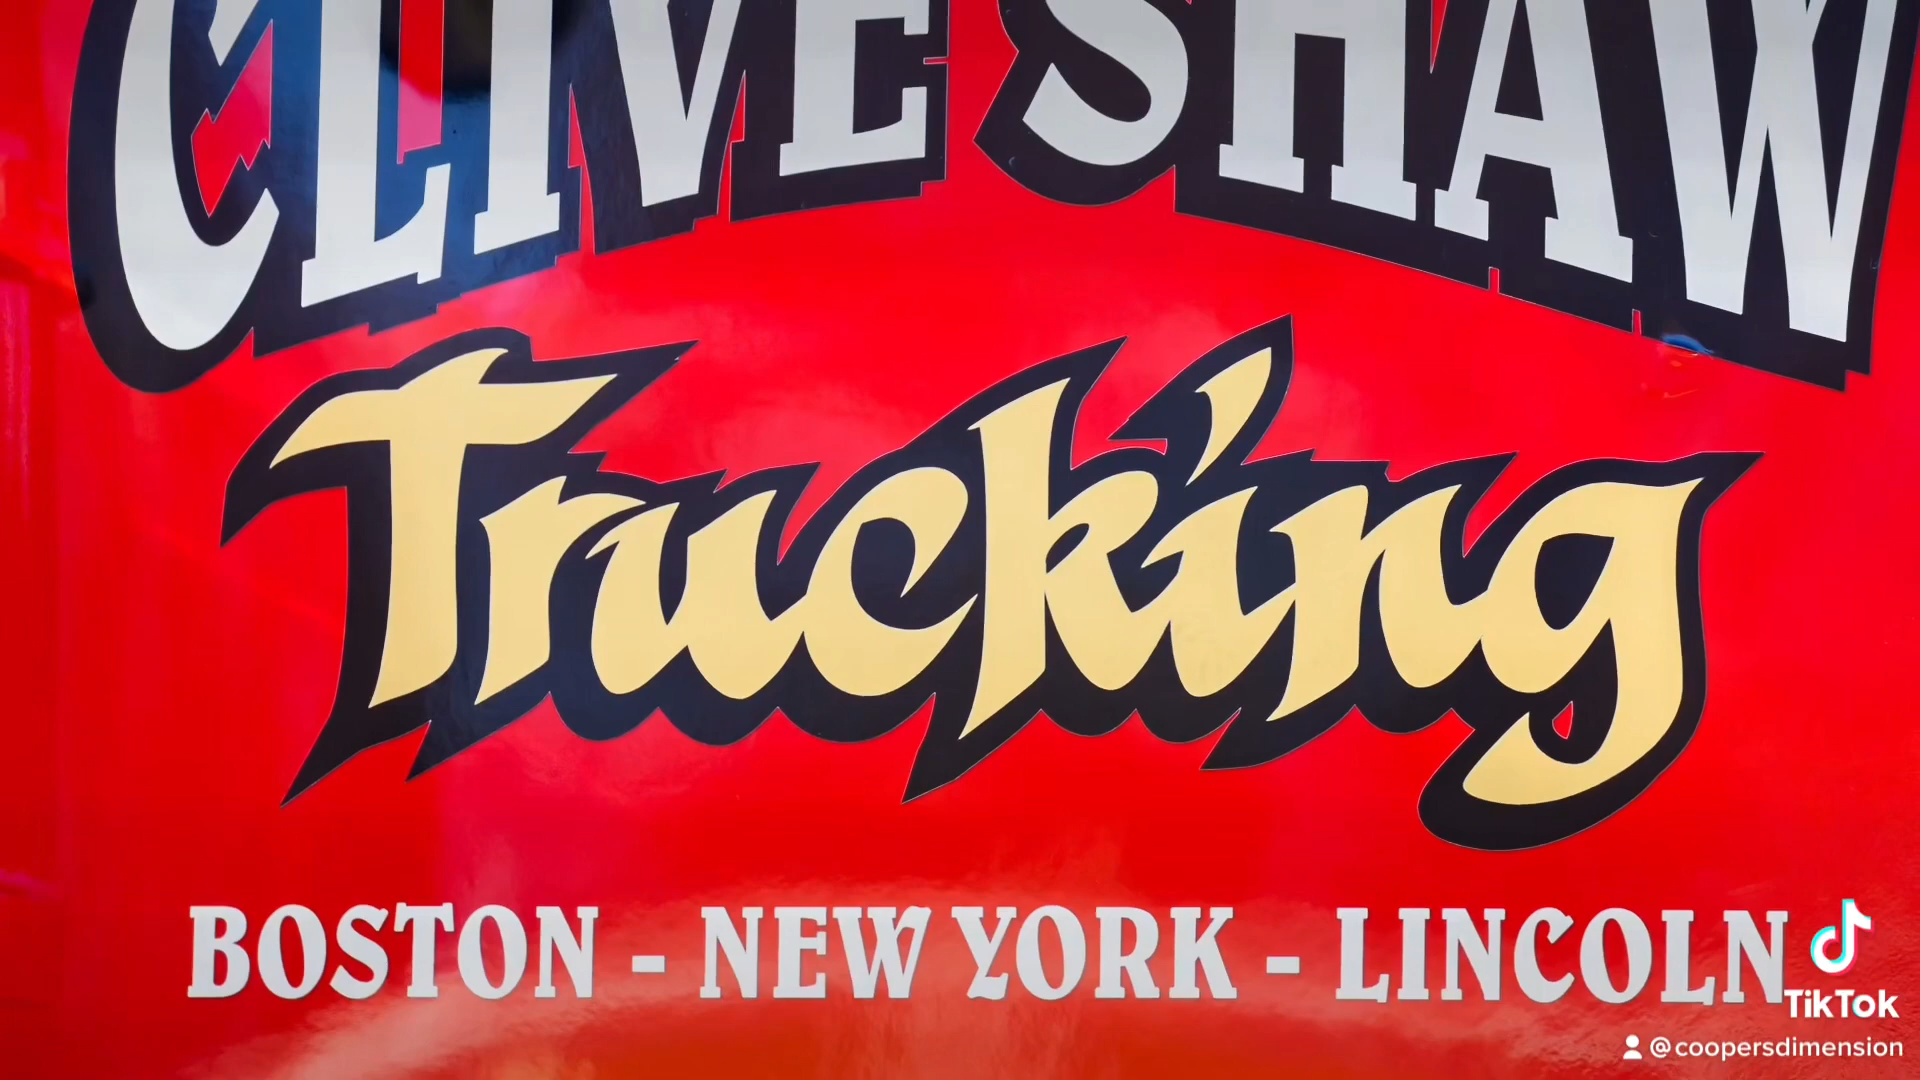 CLIVE SHAW
Trucking
BOSTON - NEW YORK - LINCOLN
TikTok
@coopersdimension